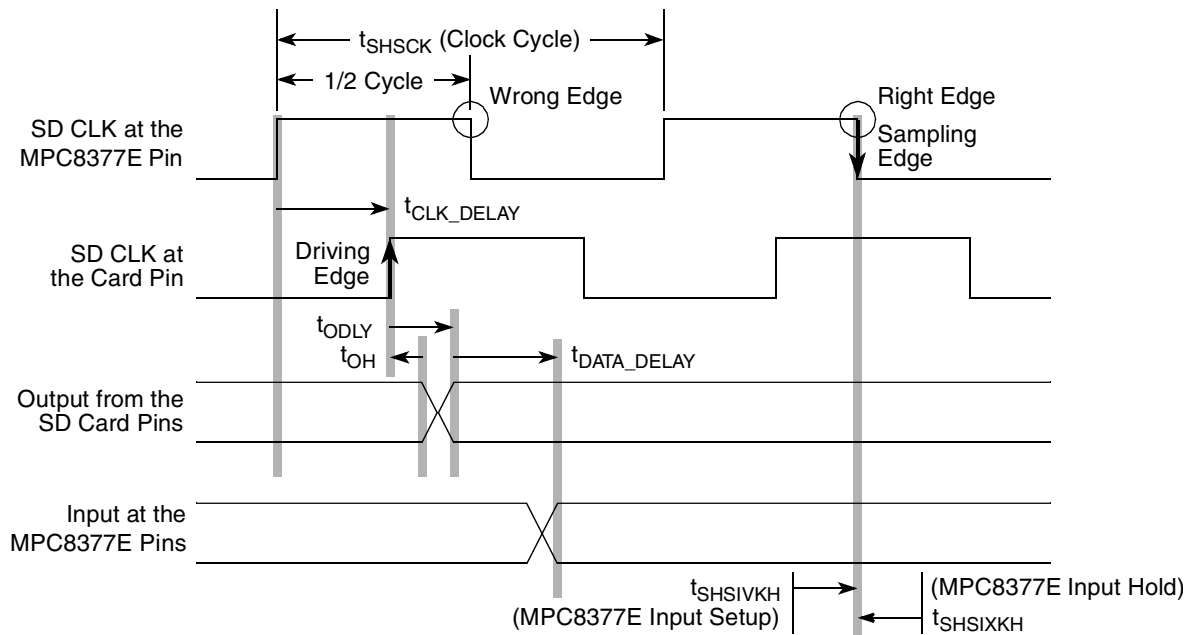 tSHSCK (Clock Cycle)
1/2 Cycle
Wrong Edge
Right Edge
SD CLK at the
MPC8377E Pin
Sampling
Edge
tCLK_DELAY
SD CLK at
the Card Pin
Driving
Edge
tODLY
tOH
tDATA_DELAY
Output from the
SD Card Pins
Input at the
MPC8377E Pins
tSHSIVKH
(MPC8377E Input Setup)
(MPC8377E Input Hold)
tSHSIXKH